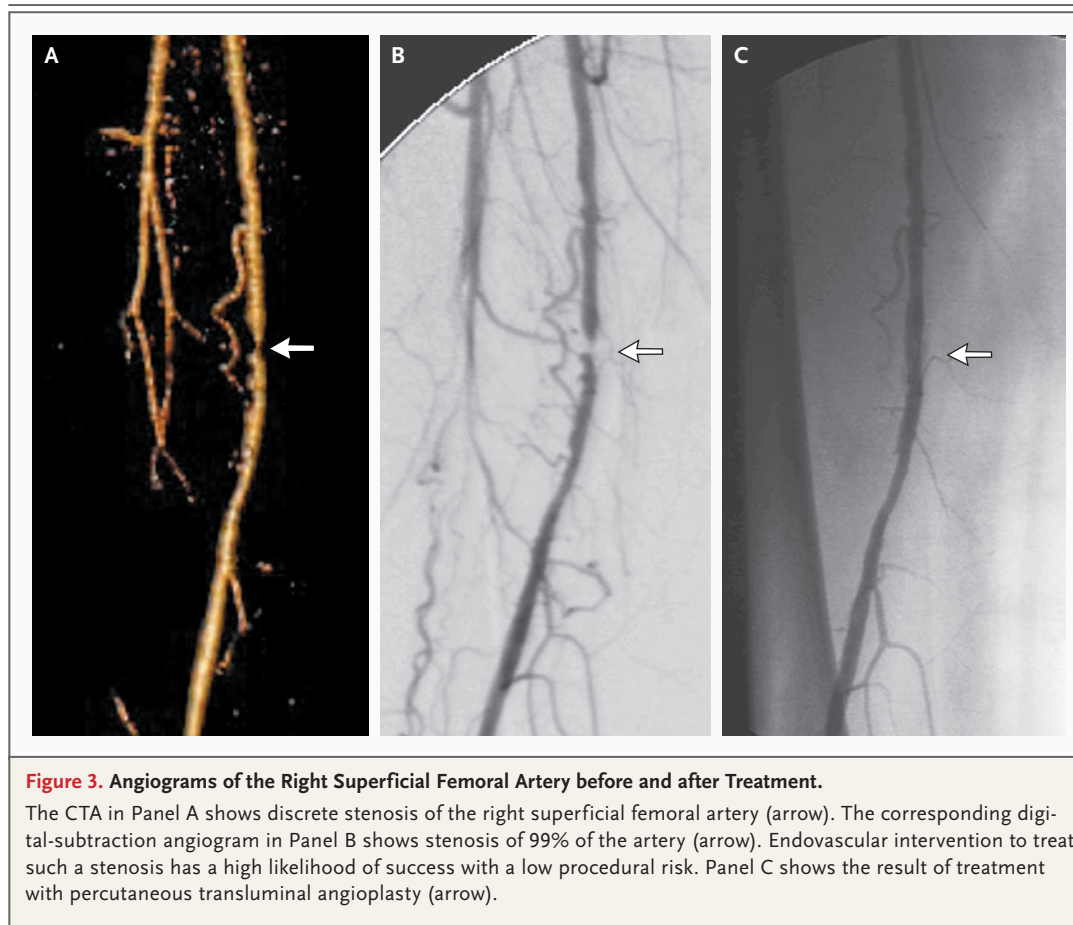 A
B
C
Figure 3. Angiograms of the Right Superficial Femoral Artery before and after Treatment.
The CTA in Panel A shows discrete stenosis of the right superficial femoral artery (arrow). The corresponding digi-
tal-subtraction angiogram in Panel B shows stenosis of 99% of the artery (arrow). Endovascular intervention to treat
such a stenosis has a high likelihood of success with a low procedural risk. Panel C shows the result of treatment
with percutaneous transluminal angioplasty (arrow).